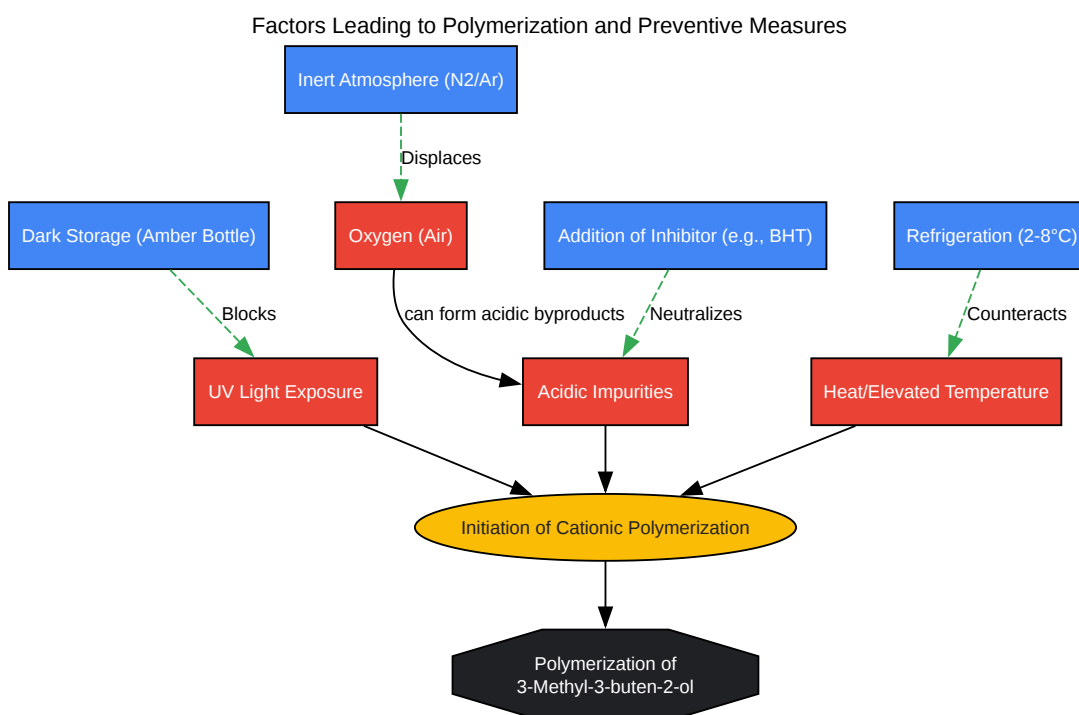 Factors Leading to Polymerization and Preventive Measures
Inert Atmosphere (N2/Ar)
Displaces
Dark Storage (Amber Bottle)
Oxygen (Air)
Addition of Inhibitor (e.g., BHT)
Refrigeration (2-8°C)
Blocks
can form acidic byproducts
Neutralizes
Counteracts
UV Light Exposure
Acidic Impurities
Heat/Elevated Temperature
Initiation of Cationic Polymerization
Polymerization of
3-Methyl-3-buten-2-ol